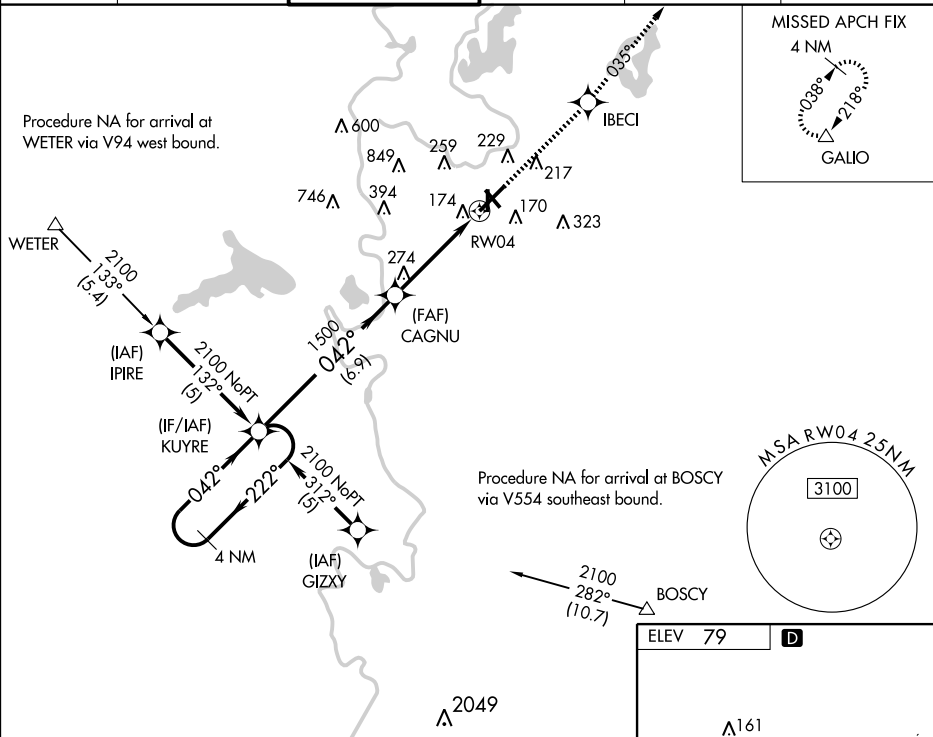 MISSED APCH FIX
4 NM
038°
218°
GALIO
035°
IBECI
Procedure NA for arrival at
WETER via V94 west bound.
600
849
259
229
217
746
394
174
170
323
RW04
WETER
2100
133°
(5.4)
274
(FAF)
CAGNU
1500
042°
(6.9)
(IAF)
IPIRE
2100 NoPT
132°
(5)
(IF/IAF)
KUYRE
042°
222°
4 NM
2100 NoPT
312°
(5)
(IAF)
GIZXY
Procedure NA for arrival at BOSCY
via V554 southeast bound.
MSA RW04 25NM
3100
2100
282°
(10.7)
BOSCY
ELEV 79
D
2049
161